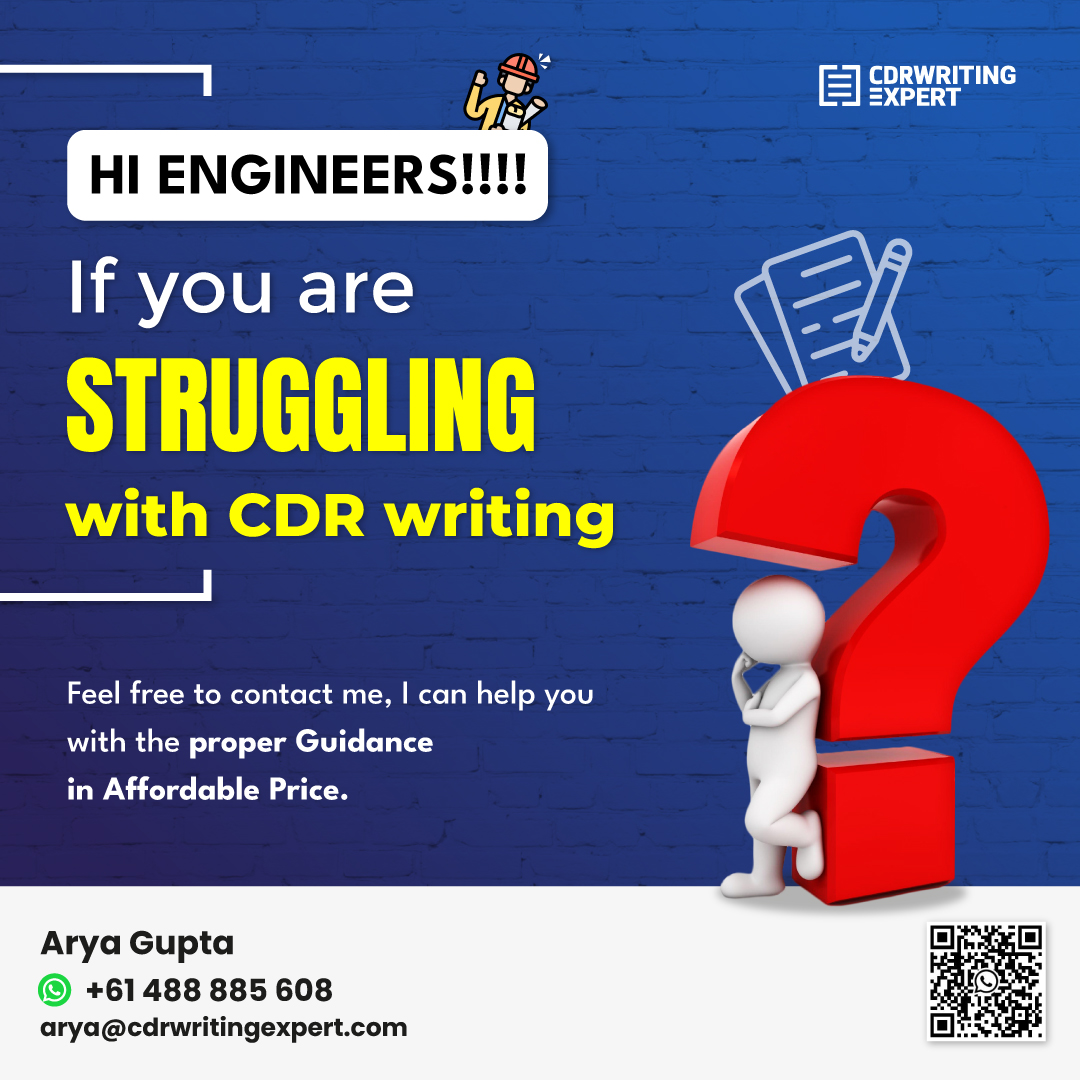 CDRWRITING
EXPERT
HI ENGINEERS!!!!
If you are
STRUGGLING
with CDR writing
Feel free to contact me, I can help you
with the proper Guidance
in Affordable Price.
Arya Gupta
+61 488 885 608
arya@cdrwritingexpert.com